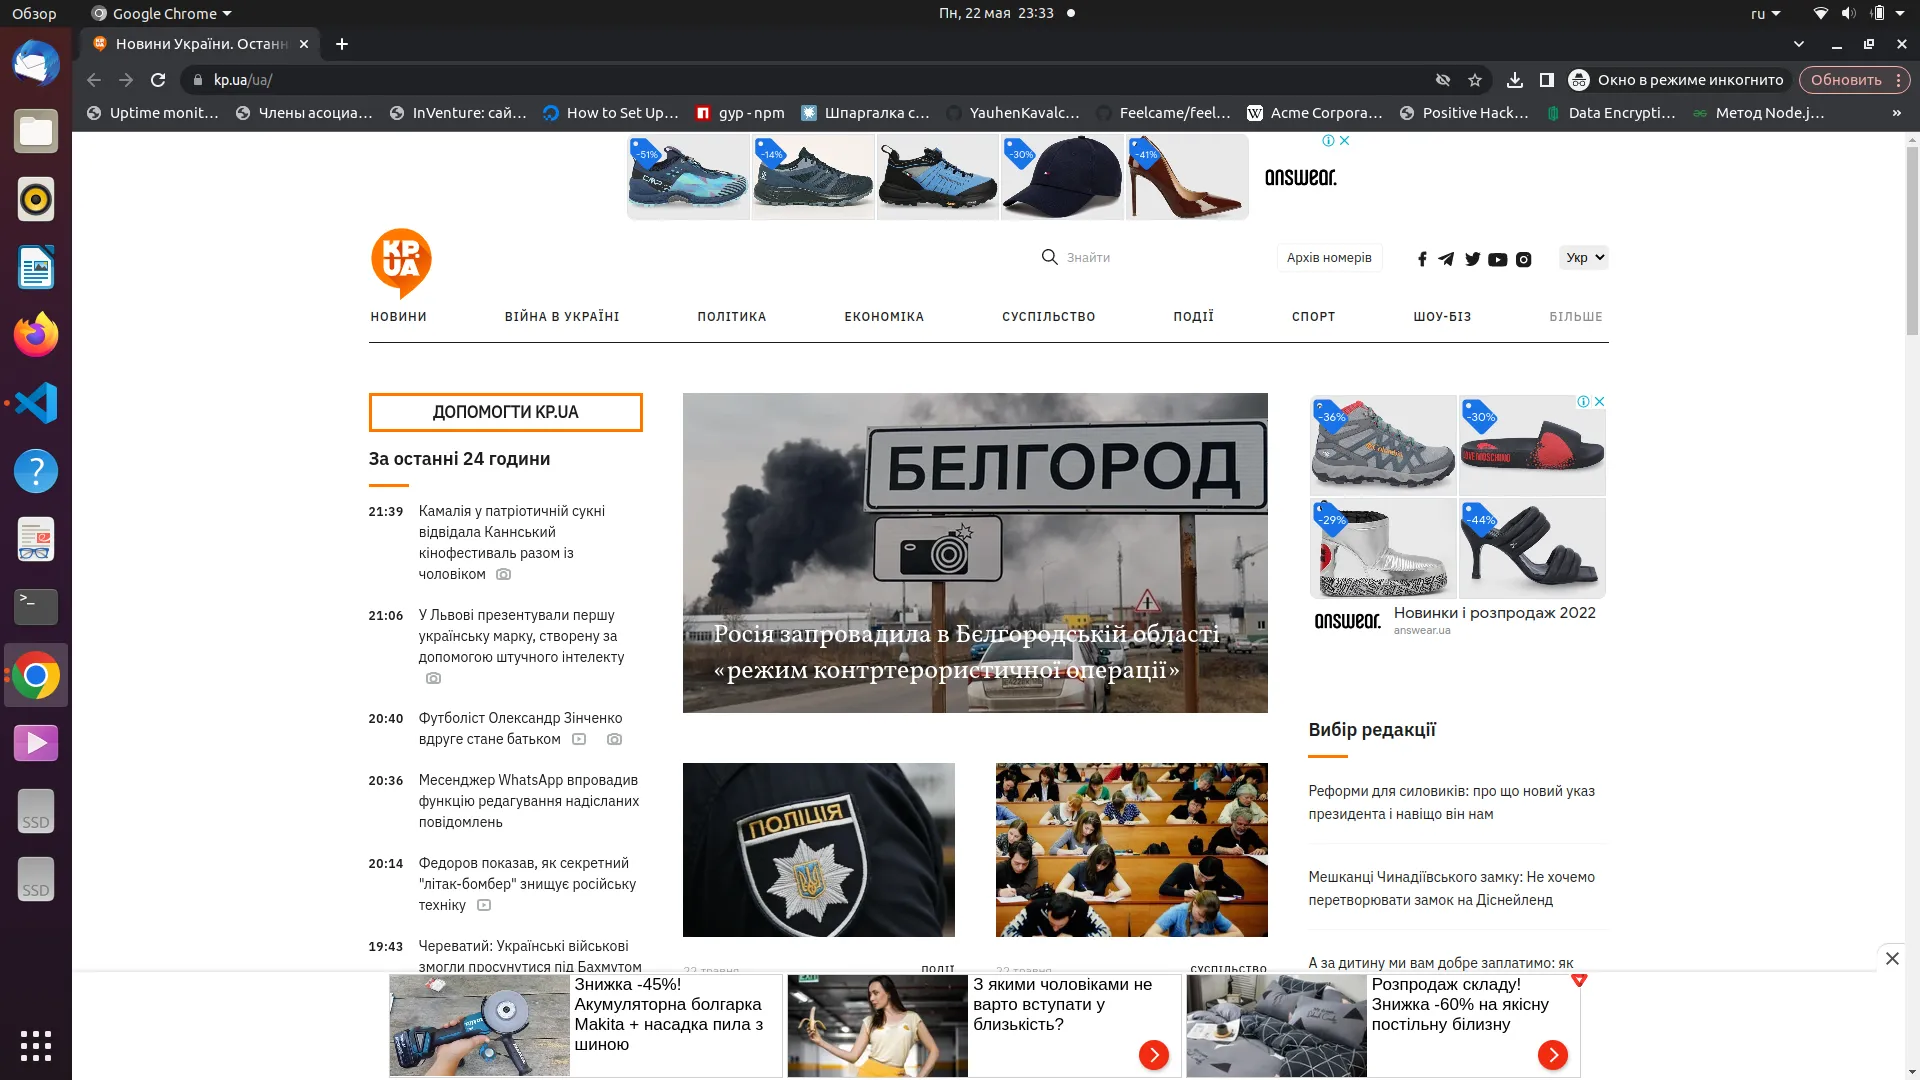 Обзор
Google Chrome
Пн, 22 мая 23:33
ru
Новини України. Останн
kp.ua/ua/
Окно в режиме инкогнито
Обновить
Uptime monit...
Члены асоциа...
InVenture: сай...
How to Set Up...
gyp - npm
Шпаргалка с...
YauhenKavalc...
Feelcame/feel...
Acme Corpora...
Positive Hack...
Data Encrypti...
Метод Node.j...
»
-51%
-14%
-30%
-41%
answear.
KP.
UA
Знайти
Архів номерів
Укр
НОВИНИ
ВІЙНА В УКРАЇНІ
ПОЛІТИКА
ЕКОНОМІКА
СУСПІЛЬСТВО
ПОДІЇ
СПОРТ
ШОУ-БІЗ
БІЛЬШЕ
ДОПОМОГТИ KP.UA
За останні 24 години
21:39 Камалія у патріотичній сукні
відвідала Каннський
кінофестиваль разом із
чоловіком
21:06 У Львові презентували першу
українську марку, створену за
допомогою штучного інтелекту
20:40 Футболіст Олександр Зінченко
вдруге стане батьком
20:36 Месенджер WhatsApp впровадив
функцію редагування надісланих
повідомлень
20:14 Федоров показав, як секретний
"літак-бомбер" знищує російську
техніку
19:43 Череватий: Українські військові
змогли просунутися під Бахмутом
БЕЛГОРОД
Росія запровадила в Бєлгородській області
«режим контртерористичної операції»
ПОЛІЦІЯ
22 травня
ПОДІЇ
22 травня
СУСПІЛЬСТВО
-36%
-30%
-29%
-44%
answear.
Новинки і розпродаж 2022
answear.ua
Вибір редакції
Реформи для силовиків: про що новий указ
президента і навіщо він нам
Мешканці Чинадіївського замку: Не хочемо
перетворювати замок на Діснейленд
А за дитину ми вам добре заплатимо: як
SSD
SSD
Знижка -45%!
Акумуляторна болгарка
Makita + насадка пила з
шиною
З якими чоловіками не
варто вступати у
близькість?
Розпродаж складу!
Знижка -60% на якісну
постільну білизну